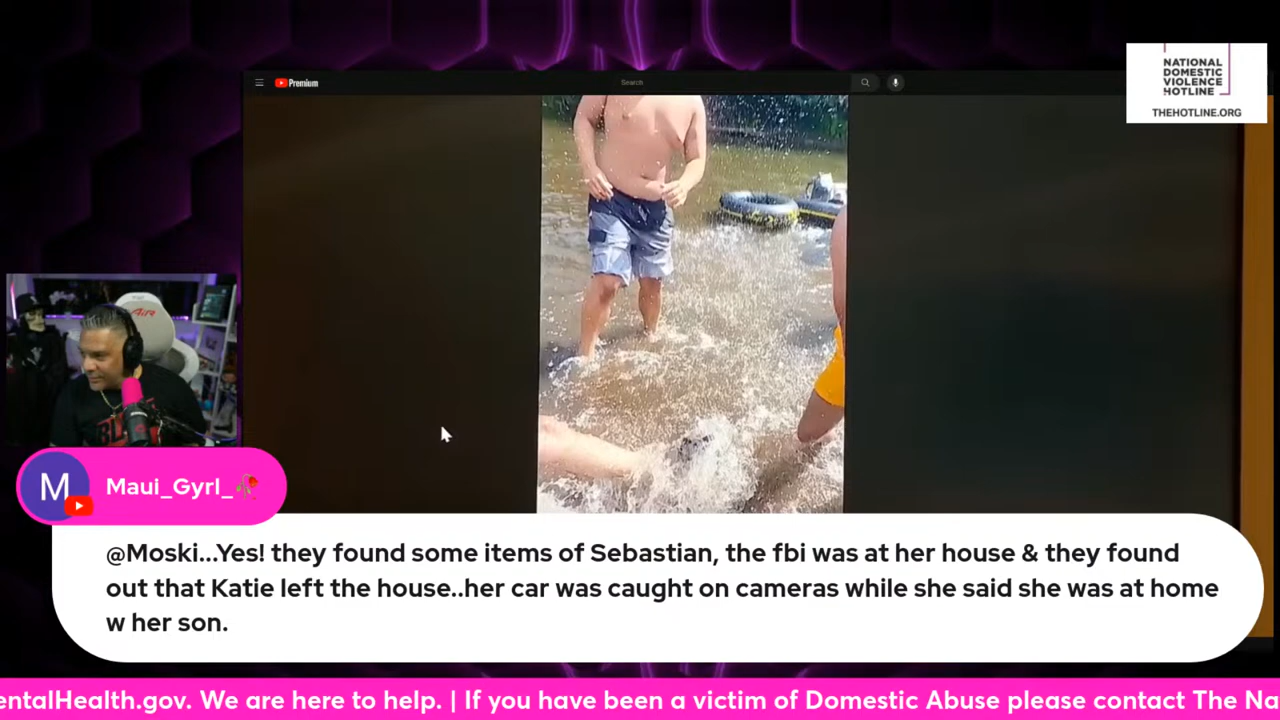 NATIONAL
DOMESTIC
VIOLENCE
HOTLINE
THEHOTLINE.ORG
Premium
Search
Maui_Gyrl_🥀
@Moski...Yes! they found some items of Sebastian, the fbi was at her house & they found
out that Katie left the house..her car was caught on cameras while she said she was at home
w her son.
entalHealth.gov. We are here to help. | If you have been a victim of Domestic Abuse please contact The Na